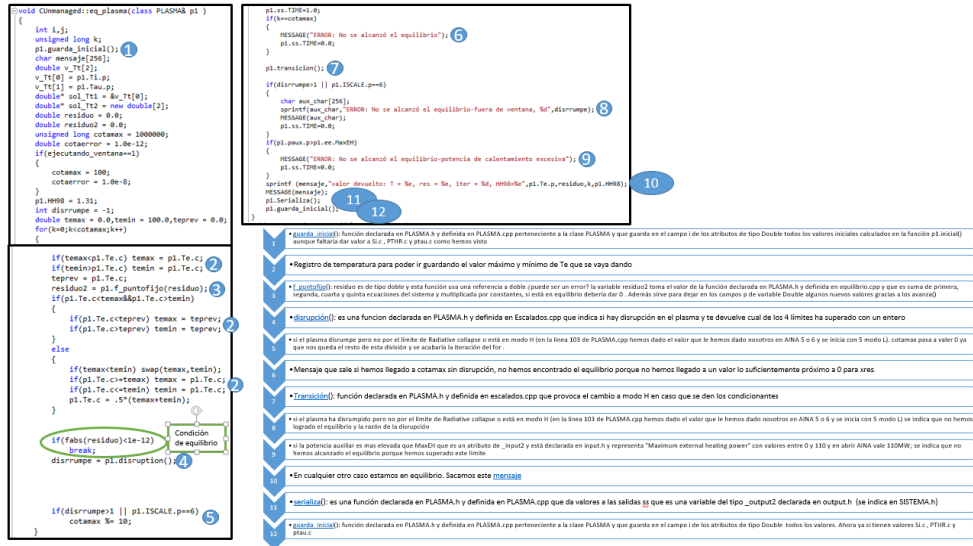 void CUnmanaged::eq_plasma(class PLASMA& p1 )
{
int i,j;
unsigned long k;
p1.guarda_inicial(); 1
char mensaje[256];
double v_Tt[2];
v_Tt[0] = p1.Ti.p;
v_Tt[1] = p1.Tau.p;
double* sol_Tt1 = &v_Tt[0];
double* sol_Tt2 = new double[2];
double residuo = 0.0;
double residuo2 = 0.0;
unsigned long cotamax = 1000000;
double cotaerror = 1.0e-12;
if(ejecutando_ventana==1)
{
cotamax = 100;
cotaerror = 1.0e-8;
}
p1.HH98 = 1.31;
int disrrumpe = -1;
double temax = 0.0,temin = 100.0,teprev = 0.0;
for(k=0;k<cotamax;k++)
{
if(temax<p1.Te.c) temax = p1.Te.c; 2
if(temin>p1.Te.c) temin = p1.Te.c;
teprev = p1.Te.c;
residuo2 = p1.f_puntofijo(residuo); 3
if(p1.Te.c<temax&&p1.Te.c>temin)
{
if(p1.Te.c<teprev) temax = teprev; 2
if(p1.Te.c>teprev) temin = teprev;
}
else
{
if(temax<temin) swap(temax,temin);
if(p1.Te.c>=temax) temax = p1.Te.c; 2
if(p1.Te.c<=temin) temin = p1.Te.c;
p1.Te.c = .5*(temax+temin);
}
if(fabs(residuo)<1e-12)
break;
Condición
de equilibrio
disrrumpe = p1.disruption(); 4
if(disrrumpe>1 || p1.ISCALE.p==6) 5
cotamax %= 10;
}
p1.ss.TIME=1.0;
if(k==cotamax)
{
MESSAGE("ERROR: No se alcanzó el equilibrio"); 6
p1.ss.TIME=0.0;
}
p1.transicion(); 7
if(disrrumpe>1 || p1.ISCALE.p==6)
{
char aux_char[256];
sprintf(aux_char,"ERROR: No se alcanzó el equilibrio-fuera de ventana, %d",disrrumpe); 8
MESSAGE(aux_char);
p1.ss.TIME=0.0;
}
if(p1.paux.p>p1.ee.MaxEH)
{
MESSAGE("ERROR: No se alcanzó el equilibrio-potencia de calentamiento excesiva"); 9
p1.ss.TIME=0.0;
}
sprintf (mensaje,"valor devuelto: T = %e, res = %e, iter = %d, HH98=%e",p1.Te.p,residuo,k,p1.HH98); 10
MESSAGE(mensaje);
p1.Serializa(); 11
p1.guarda_inicial(); 12
}
1 •guarda_inicial(): función declarada en PLASMA.h y definida en PLASMA.cpp perteneciente a la clase PLASMA y que guarda en el campo i de los atributos de tipo Double todos los valores iniciales calculados en la función p1.inicial()
aunque faltaría dar valor a Si.c , PTHR.c y ptau.c como hemos visto
2 •Registro de temperatura para poder ir guardando el valor máximo y mínimo de Te que se vaya dando
3 •f_puntofijo(): residuo es de tipo doble y esta función usa una referencia a doble ¿puede ser un error? la variable residuo2 toma el valor de la función declarada en PLASMA.h y definida en equilibrio.cpp y que es suma de primera,
segunda, cuarta y quinta ecuaciones del sistema y multiplicada por constantes, si está en equilibrio debería dar 0 . Además sirve para dejar en los campos p de variable Double algunos nuevos valores gracias a los avanza()
4 •disrupción(): es una funcion declarada en PLASMA.h y definida en Escalados.cpp que indica si hay disrupción en el plasma y te devuelve cual de los 4 límites ha superado con un entero
5 •si el plasma disrumpe pero no por el límite de Radiative collapse o está en modo H (en la linea 103 de PLASMA.cpp hemos dado el valor que le hemos dado nosotros en AINA 5 o 6 y se inicia con 5 modo L). cotamax pasa a valer 0 ya
que nos queda el resto de esta división y se acabaría la iteración del for .
6 •Mensaje que sale si hemos llegado a cotamax sin disrupción, no hemos encontrado el equilibrio porque no hemos llegado a un valor lo suficientemente próximo a 0 para xres.
7 •Transición(): función declarada en PLASMA.h y definida en escalados.cpp que provoca el cambio a modo H en caso que se den los condicionantes
8 •si el plasma ha disrumpido pero no por el límite de Radiative collapse o está en modo H (en la linea 103 de PLASMA.cpp hemos dado el valor que le hemos dado nosotros en AINA 5 o 6 y se inicia con 5 modo L) se indica que no hemos
logrado el equilibrio y la razón de la disrupción
9 •si la potencia auxiliar es mas elevada que MaxEH que es un atributo de _input2 y está declarada en input.h y representa "Maximum external heating power" con valores entre 0 y 110 y en abrir AINA vale 110MW; se indica que no
hemos alcanzado el equilibrio porque hemos superado este límite
10 •En cualquier otro caso estamos en equilibrio. Sacamos este mensaje
11 •serializa(): es una función declarada en PLASMA.h y definida en PLASMA.cpp que da valores a las salidas ss que es una variable del tipo _output2 declarada en output.h (se indica en SISTEMA.h)
12 •guarda_inicial(): función declarada en PLASMA.h y definida en PLASMA.cpp perteneciente a la clase PLASMA y que guarda en el campo i de los atributos de tipo Double todos los valores. Ahora ya si tienen valores Si.c , PTHR.c y
ptau.c